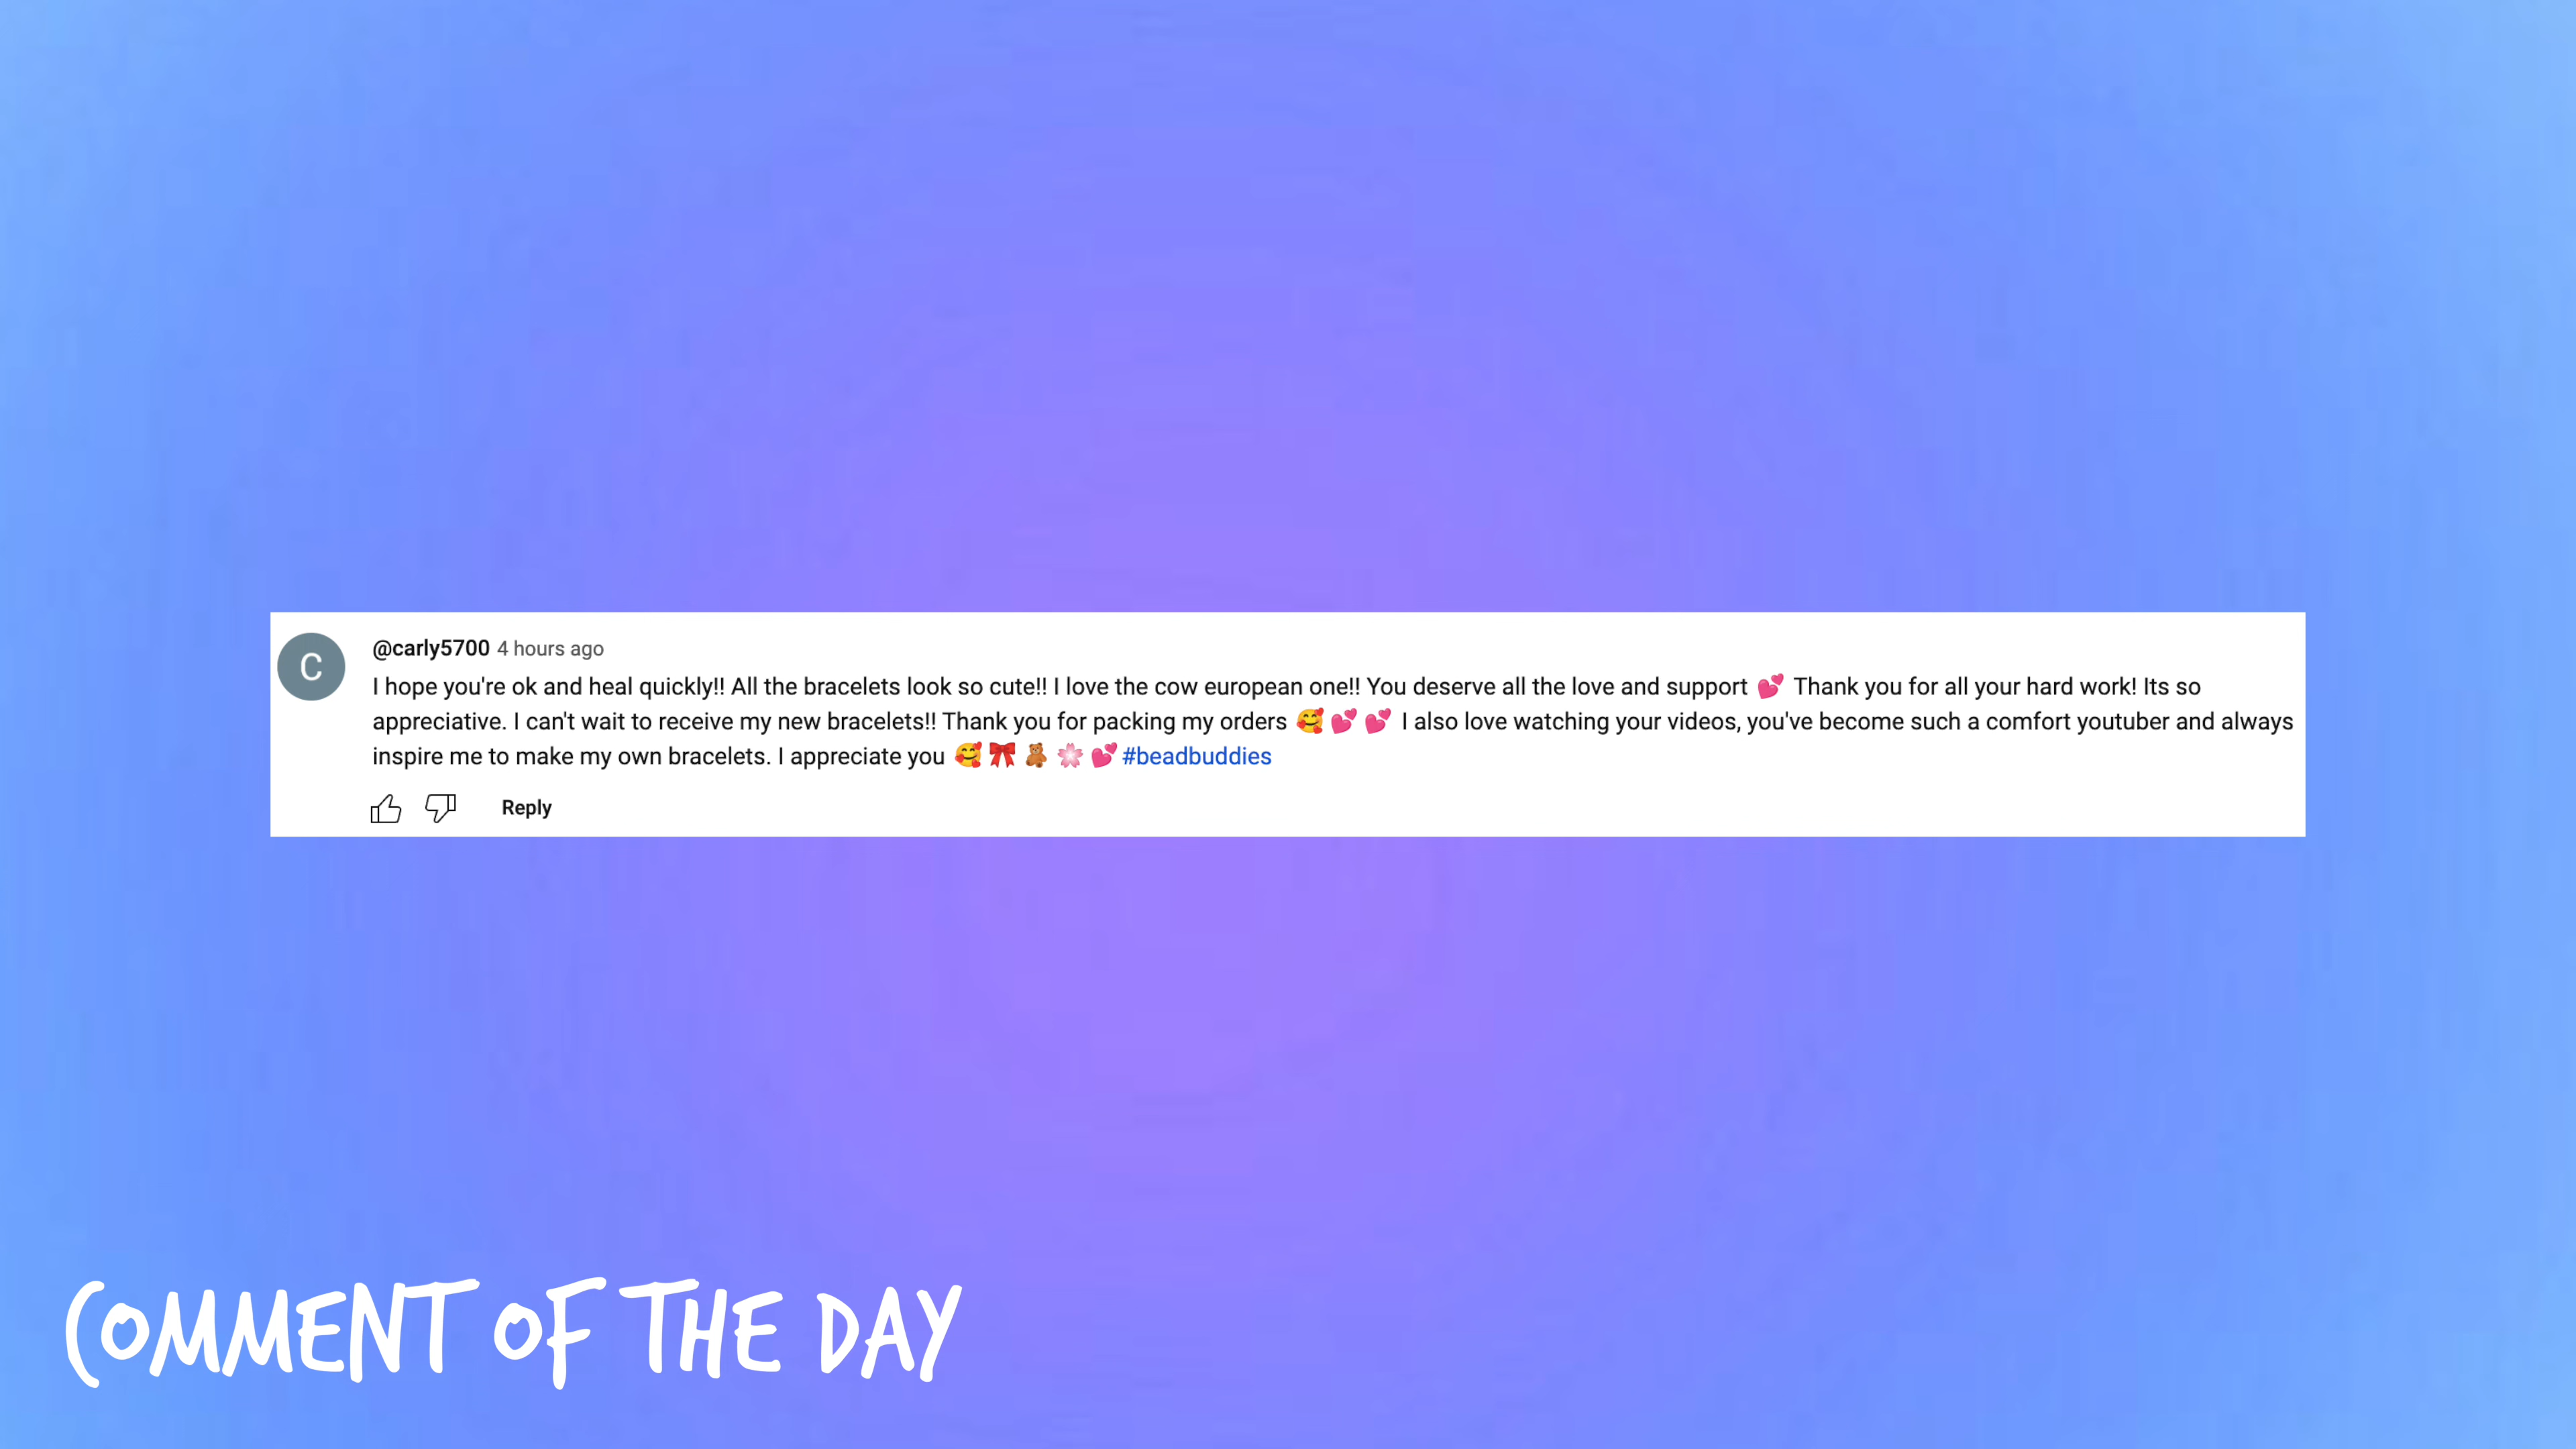 C
@carly5700 4 hours ago
I hope you're ok and heal quickly!! All the bracelets look so cute!! I love the cow european one!! You deserve all the love and support 💕 Thank you for all your hard work! Its so
appreciative. I can't wait to receive my new bracelets!! Thank you for packing my orders 🥰 💕 💕 I also love watching your videos, you've become such a comfort youtuber and always
inspire me to make my own bracelets. I appreciate you 🥰 🎀 🧸 🌸 💕 #beadbuddies
Reply
COMMENT OF THE DAY